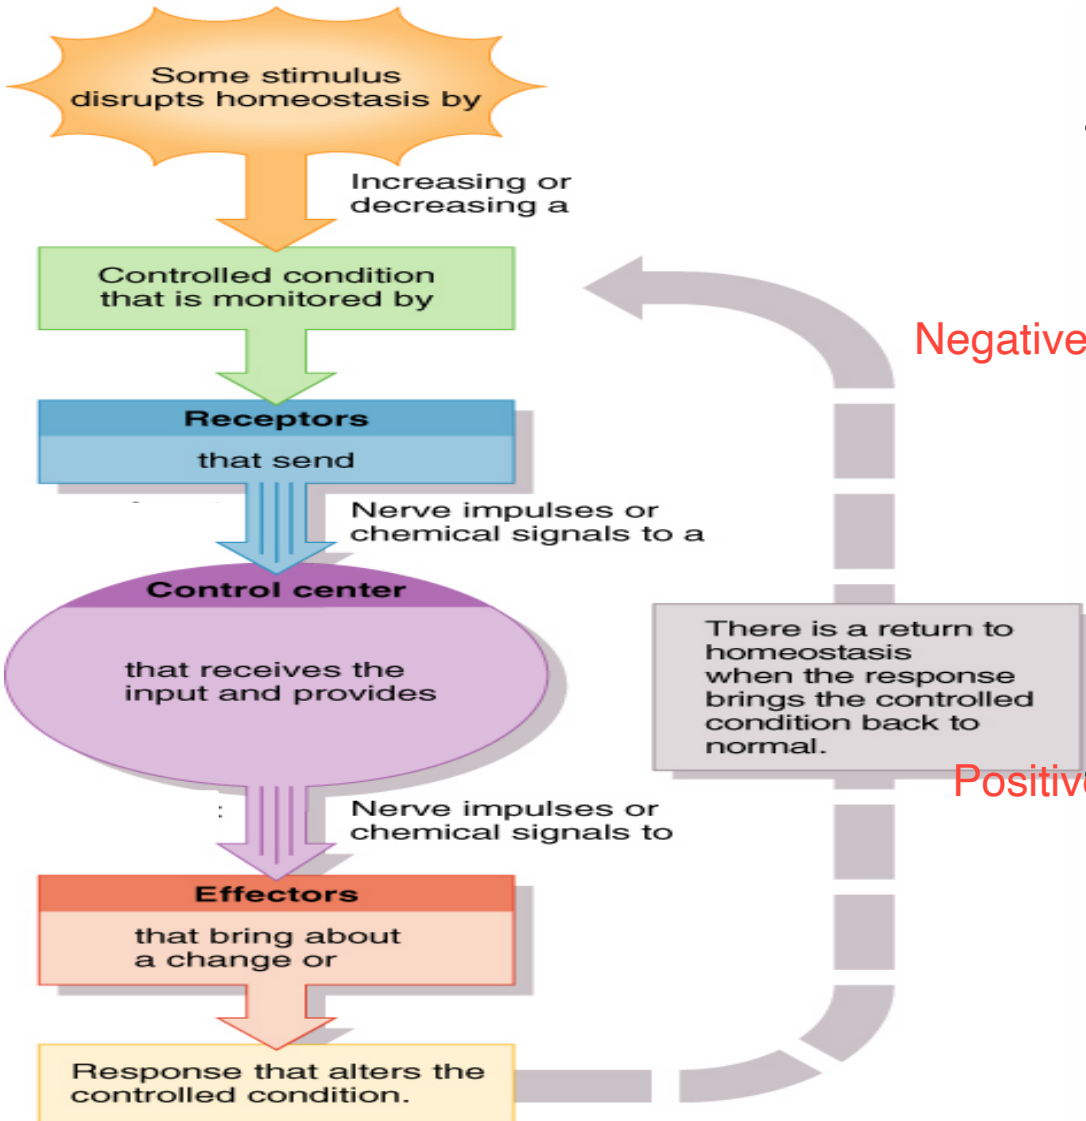 Some stimulus
disrupts homeostasis by
Increasing or
decreasing a
Controlled condition
that is monitored by
Negative
Receptors
that send
Nerve impulses or
chemical signals to a
Control center
that receives the
input and provides
There is a return to
homeostasis
when the response
brings the controlled
condition back to
normal.
Positive
Nerve impulses or
chemical signals to
Effectors
that bring about
a change or
Response that alters the
controlled condition.